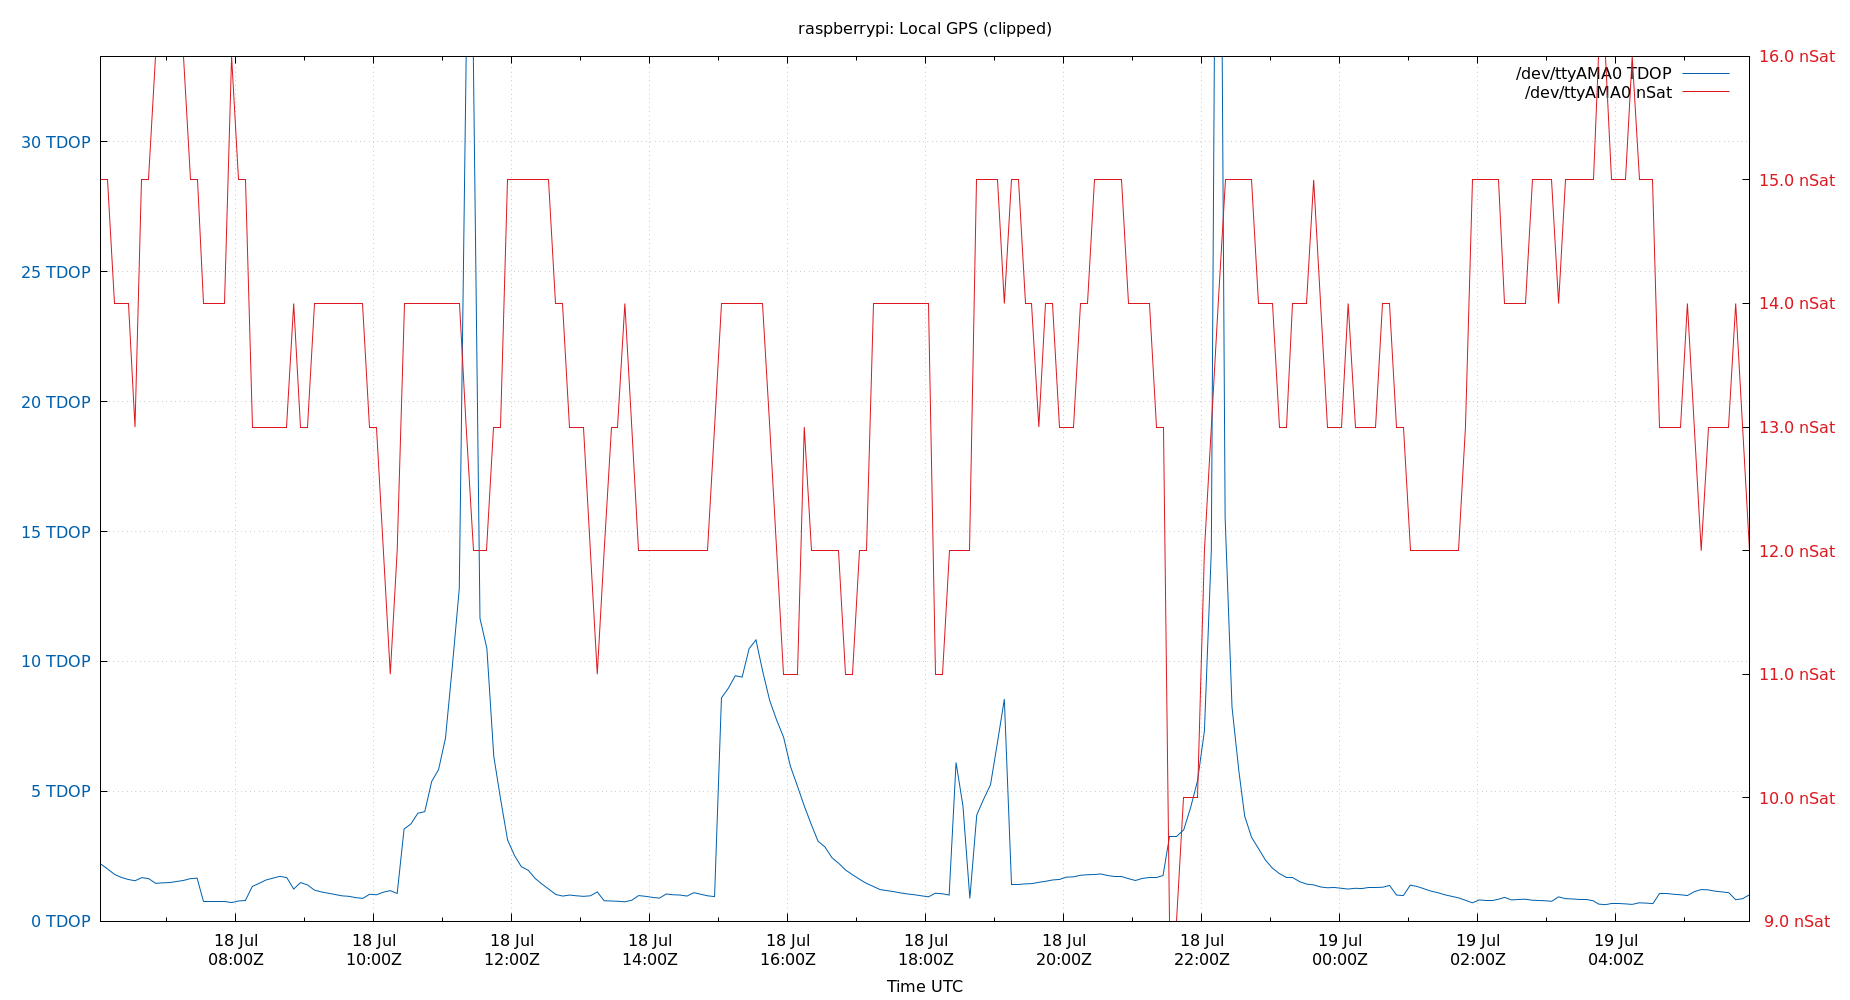 raspberrypi: Local GPS (clipped)
/dev/ttyAMA0 TDOP
/dev/ttyAMA0 nSat
30 TDOP
25 TDOP
20 TDOP
15 TDOP
10 TDOP
5 TDOP
0 TDOP
16.0 nSat
15.0 nSat
14.0 nSat
13.0 nSat
12.0 nSat
11.0 nSat
10.0 nSat
9.0 nSat
18 Jul
08:00Z
18 Jul
10:00Z
18 Jul
12:00Z
18 Jul
14:00Z
18 Jul
16:00Z
18 Jul
18:00Z
18 Jul
20:00Z
18 Jul
22:00Z
19 Jul
00:00Z
19 Jul
02:00Z
19 Jul
04:00Z
Time UTC